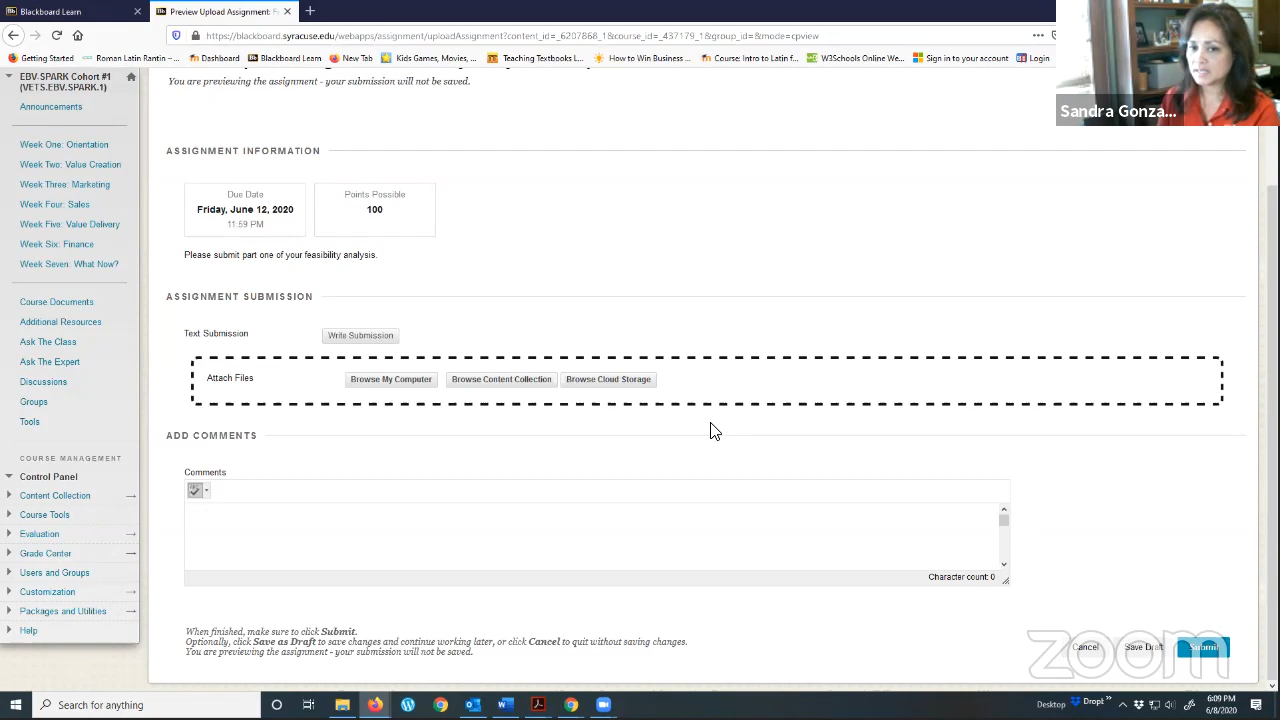 Blackboard Learn
Preview Upload Assignment: F
https://blackboard.syracuse.edu/webapps/assignment/uploadAssignment?content_id=_6207868_1&course_id=_437179_1&group_id=&mode=cpview
Getting Started
Roman Latin Rantin – ...
Dashboard
Blackboard Learn
New Tab
Kids Games, Movies, ...
Teaching Textbooks L...
How to Win Business ...
Course: Intro to Latin f...
W3Schools Online We...
Sign in to your account
Login
Sandra Gonza...
EBV-SPARK Cohort #1
(VETS.EBV.SPARK.1)
Announcements
Week One: Orientation
Week Two: Value Creation
Week Three: Marketing
Week Four: Sales
Week Five: Value Delivery
Week Six: Finance
Week Seven: What Now?
Course Documents
Additional Resources
Ask The Class
Ask The Expert
Discussions
Groups
Tools
COURSE MANAGEMENT
Control Panel
Content Collection
Course Tools
Evaluation
Grade Center
Users and Groups
Customization
Packages and Utilities
Help
You are previewing the assignment - your submission will not be saved.
ASSIGNMENT INFORMATION
Due Date
Friday, June 12, 2020
11:59 PM
Points Possible
100
Please submit part one of your feasibility analysis.
ASSIGNMENT SUBMISSION
Text Submission
Write Submission
Attach Files
Browse My Computer
Browse Content Collection
Browse Cloud Storage
ADD COMMENTS
Comments
Character count: 0
When finished, make sure to click Submit.
Optionally, click Save as Draft to save changes and continue working later, or click Cancel to quit without saving changes.
You are previewing the assignment - your submission will not be saved.
Cancel
Save Draft
Submit
zoom
Search for anything
Desktop
Dropt
6:09 PM
6/8/2020